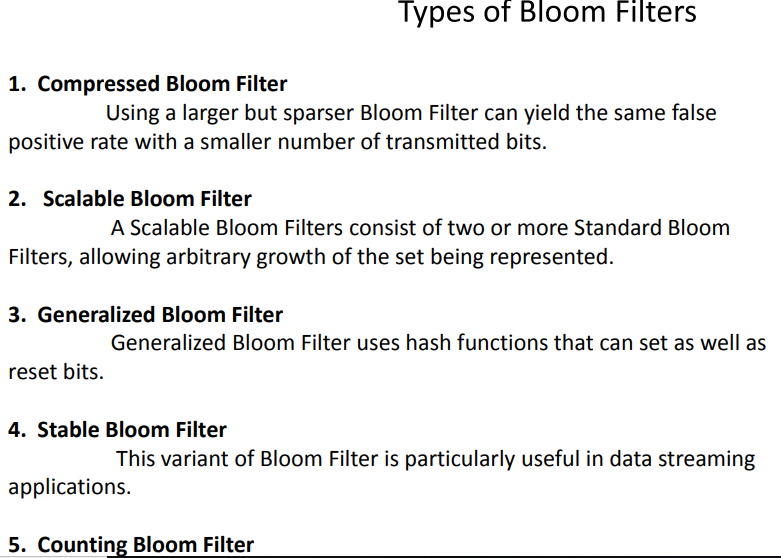 Types of Bloom Filters
1. Compressed Bloom Filter
Using a larger but sparser Bloom Filter can yield the same false
positive rate with a smaller number of transmitted bits.
2. Scalable Bloom Filter
A Scalable Bloom Filters consist of two or more Standard Bloom
Filters, allowing arbitrary growth of the set being represented.
3. Generalized Bloom Filter
Generalized Bloom Filter uses hash functions that can set as well as
reset bits.
4. Stable Bloom Filter
This variant of Bloom Filter is particularly useful in data streaming
applications.
5. Counting Bloom Filter